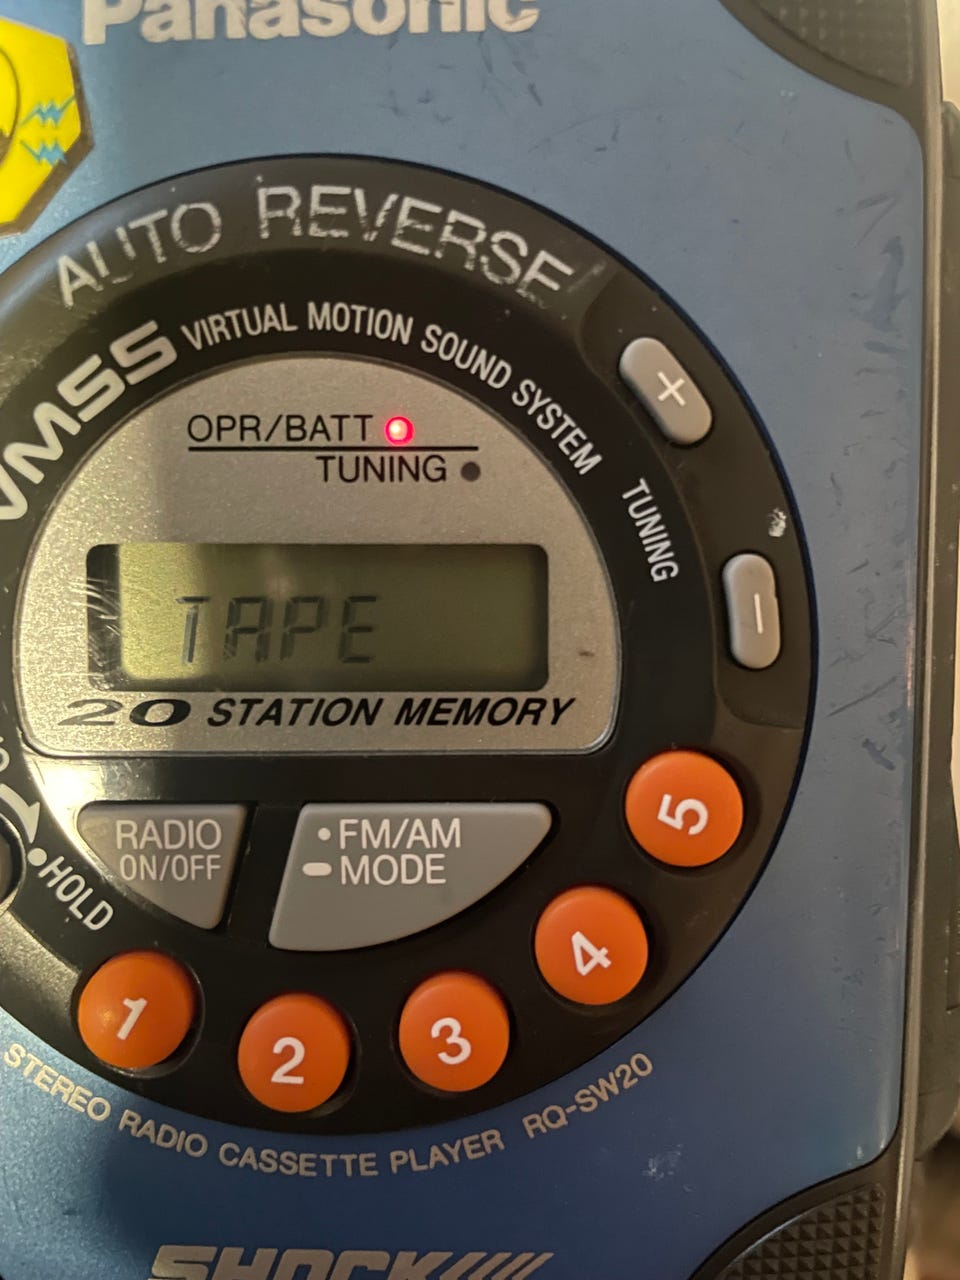 Panasonic
AUTO REVERSE
VMSS VIRTUAL MOTION SOUND SYSTEM
OPR/BATT
TUNING
+
TUNING
−
TAPE
20 STATION MEMORY
RADIO
ON/OFF
• FM/AM
▬ MODE
•HOLD
1
2
3
4
5
STEREO RADIO CASSETTE PLAYER RQ-SW20
SHOCK